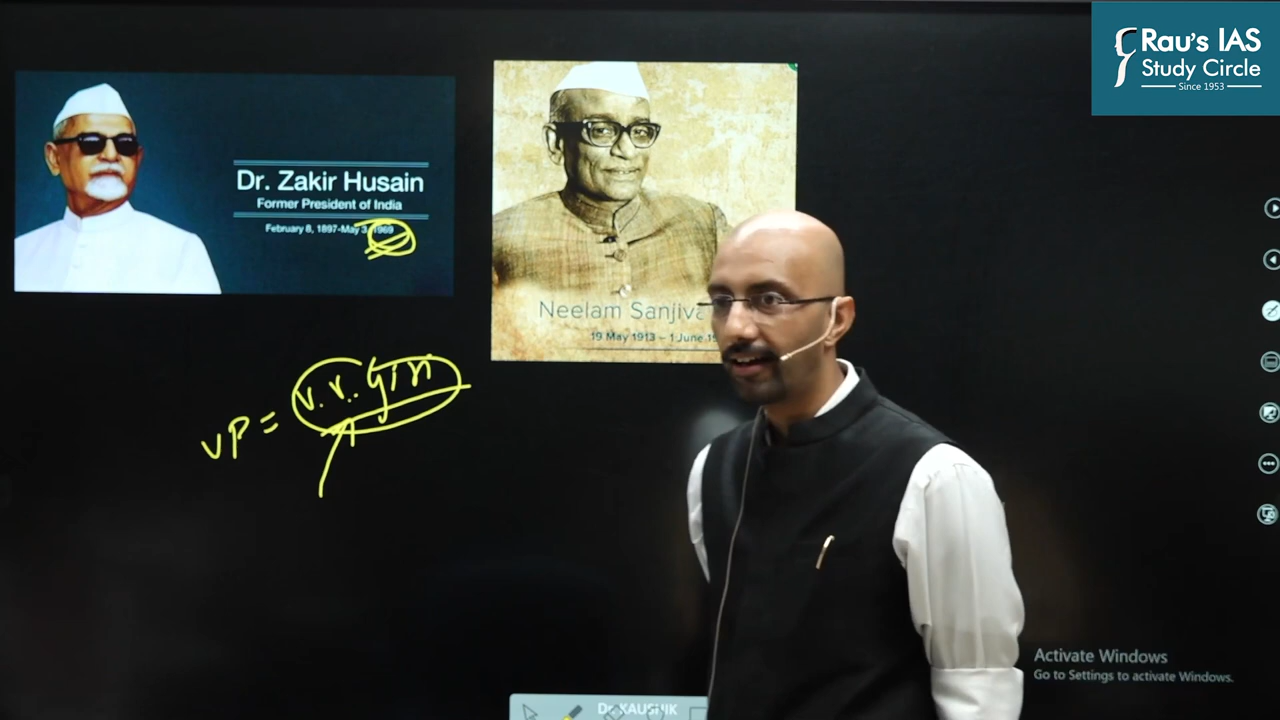 Rau's IAS
Study Circle
Since 1953
Dr. Zakir Husain
Former President of India
February 8, 1897-May 3, 1969
Neelam Sanjiva
19 May 1913 – 1 June 19
VP = V.V. Giri
Activate Windows
Go to Settings to activate Windows.
Dr. KAUSHIK